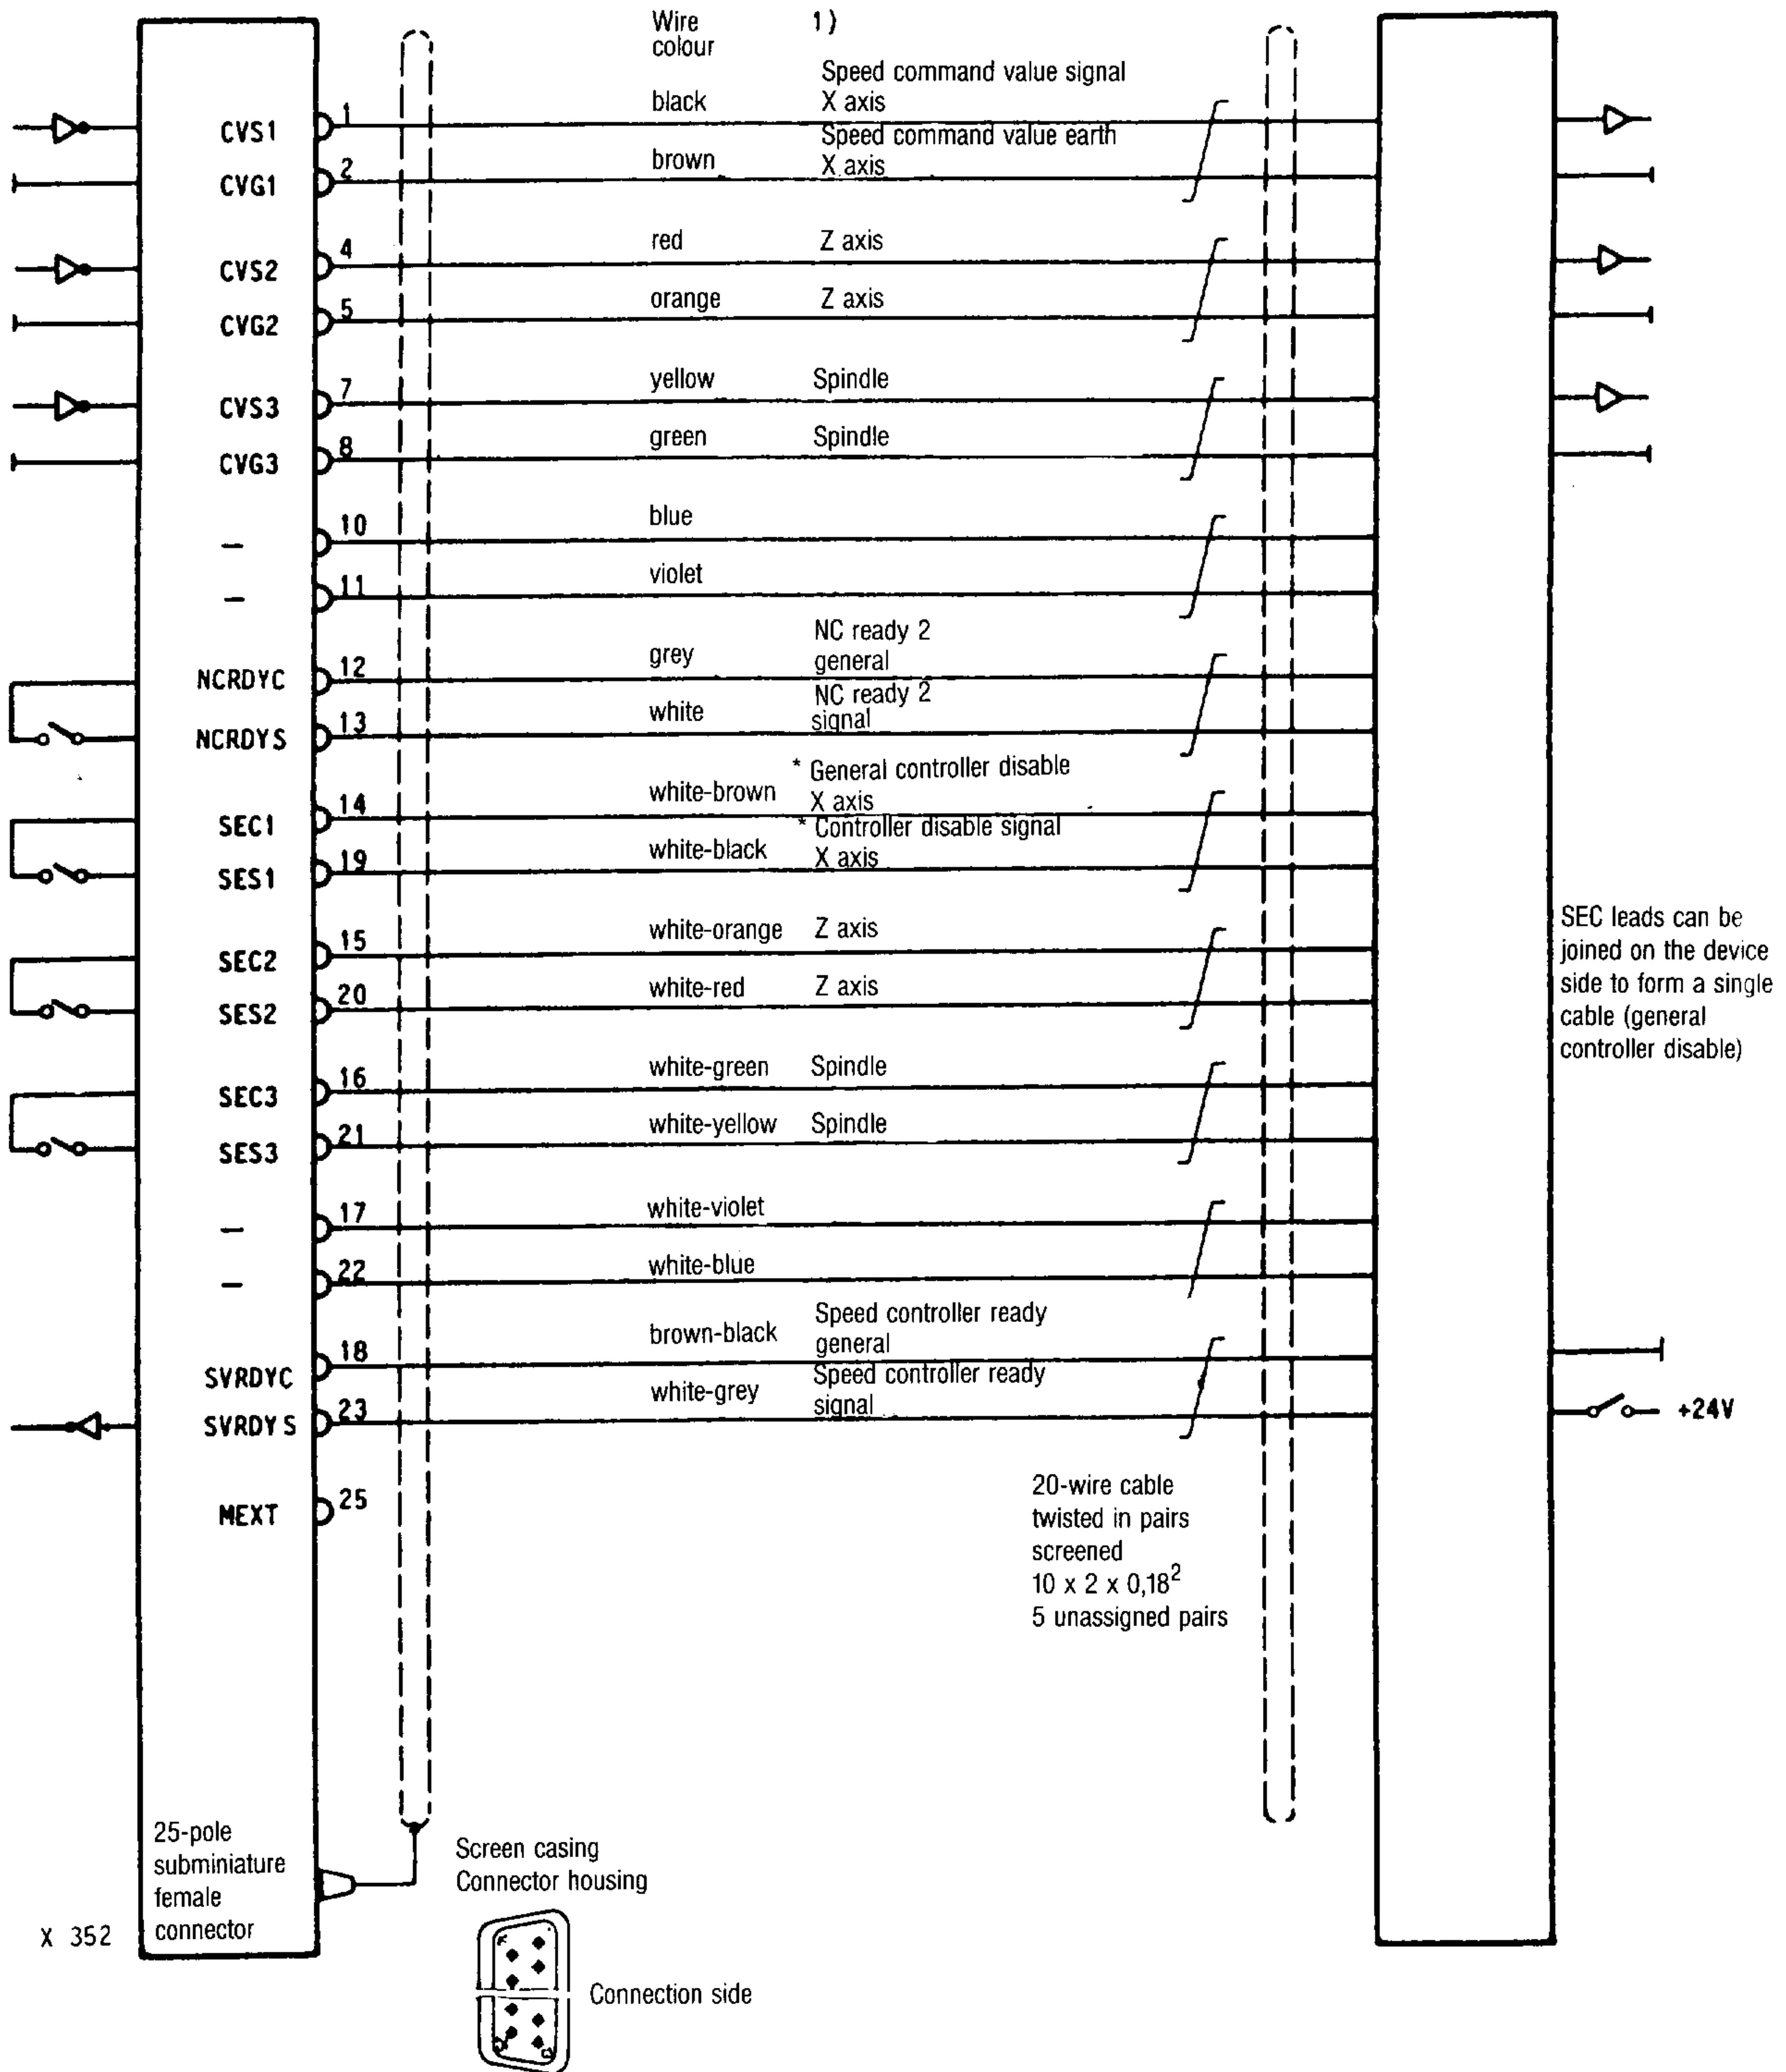 Wire
colour
1)
Speed command value signal
CVS1 1 black X axis
Speed command value earth
CVG1 2 brown X axis
CVS2 4 red Z axis
CVG2 5 orange Z axis
CVS3 7 yellow Spindle
CVG3 8 green Spindle
— 10 blue
— 11 violet
NC ready 2
NCRDYC 12 grey general
NC ready 2
NCRDYS 13 white signal
* General controller disable
SEC1 14 white-brown X axis
* Controller disable signal
SES1 19 white-black X axis
SEC2 15 white-orange Z axis
SES2 20 white-red Z axis
SEC3 16 white-green Spindle
SES3 21 white-yellow Spindle
— 17 white-violet
— 22 white-blue
Speed controller ready
SVRDYC 18 brown-black general
Speed controller ready
SVRDYS 23 white-grey signal
+24V
MEXT 25
SEC leads can be
joined on the device
side to form a single
cable (general
controller disable)
20-wire cable
twisted in pairs
screened
10 x 2 x 0,18²
5 unassigned pairs
25-pole
subminiature
female
connector
X 352
Screen casing
Connector housing
Connection side